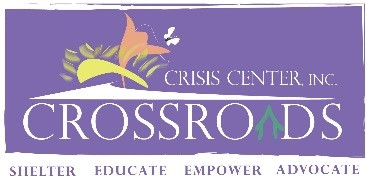 CRISIS CENTER, INC.
CROSSROADS
SHELTER EDUCATE EMPOWER ADVOCATE